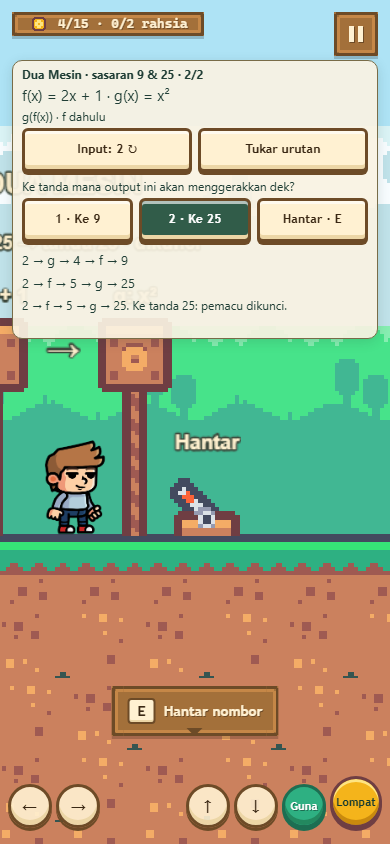 4/15 · 0/2 rahsia
Dua Mesin · sasaran 9 & 25 · 2/2
f(x) = 2x + 1 · g(x) = x²
g(f(x)) · f dahulu
Input: 2 ↻
Tukar urutan
Ke tanda mana output ini akan menggerakkan dek?
1 · Ke 9
2 · Ke 25
Hantar · E
2 → g → 4 → f → 9
2 → f → 5 → g → 25
2 → f → 5 → g → 25. Ke tanda 25: pemacu dikunci.
→
Hantar
E Hantar nombor
← → ↑ ↓ Guna Lompat